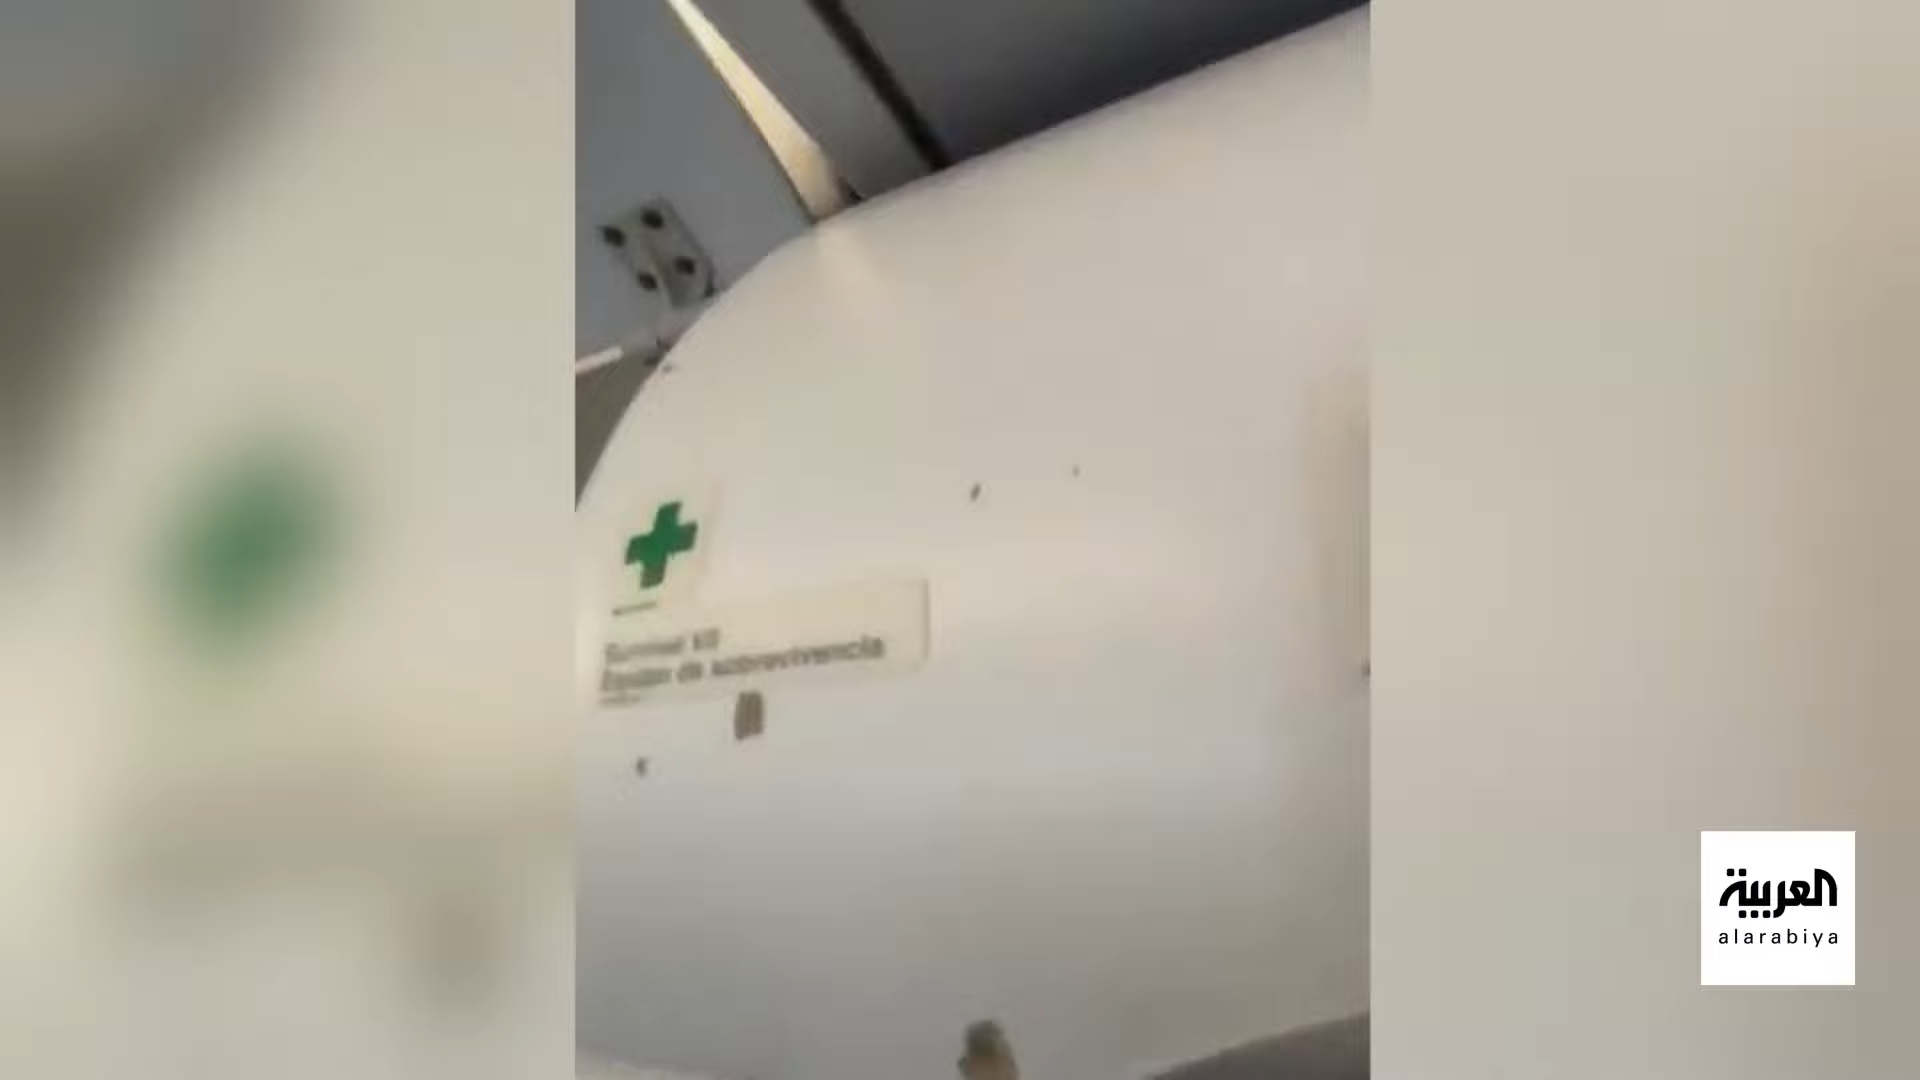 Survival Kit
Equipo de sobrevivencia
العربية
alarabiya